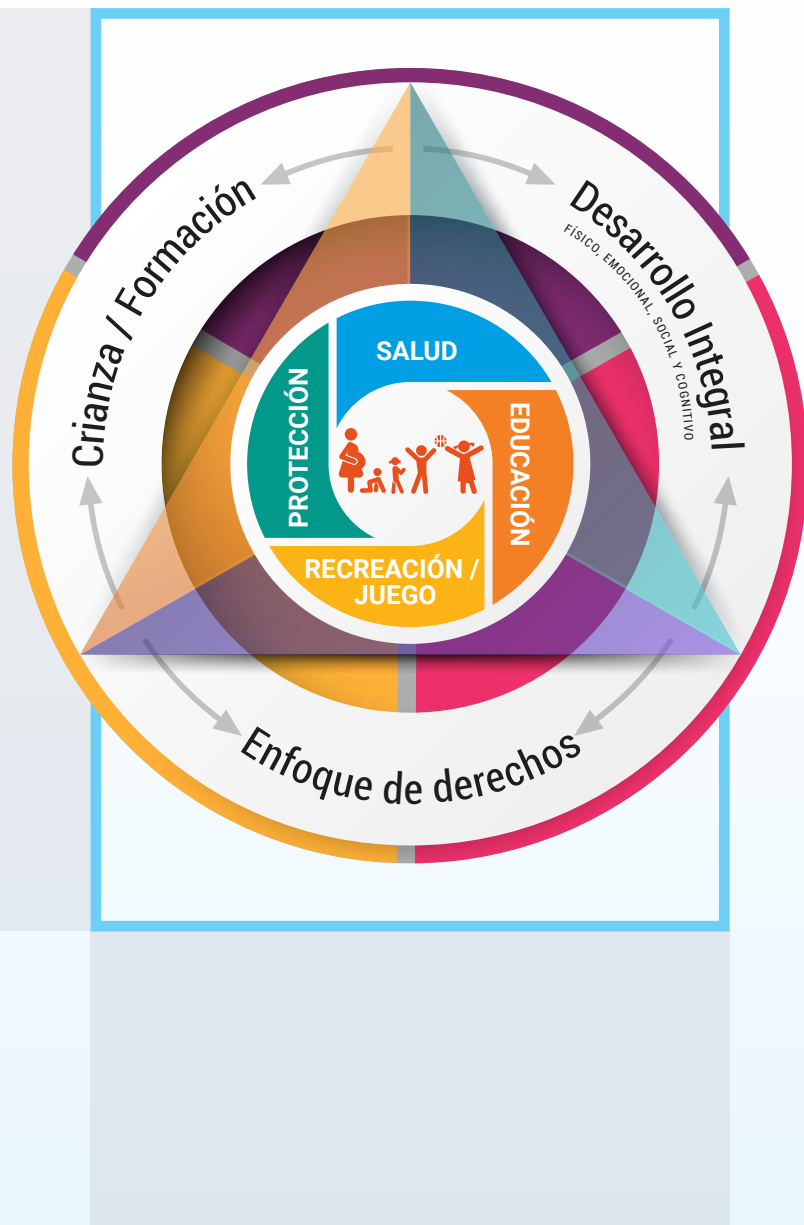 Crianza / Formación
Desarrollo Integral
FÍSICO, EMOCIONAL, SOCIAL Y COGNITIVO
SALUD
PROTECCIÓN
EDUCACIÓN
RECREACIÓN /
JUEGO
Enfoque de derechos